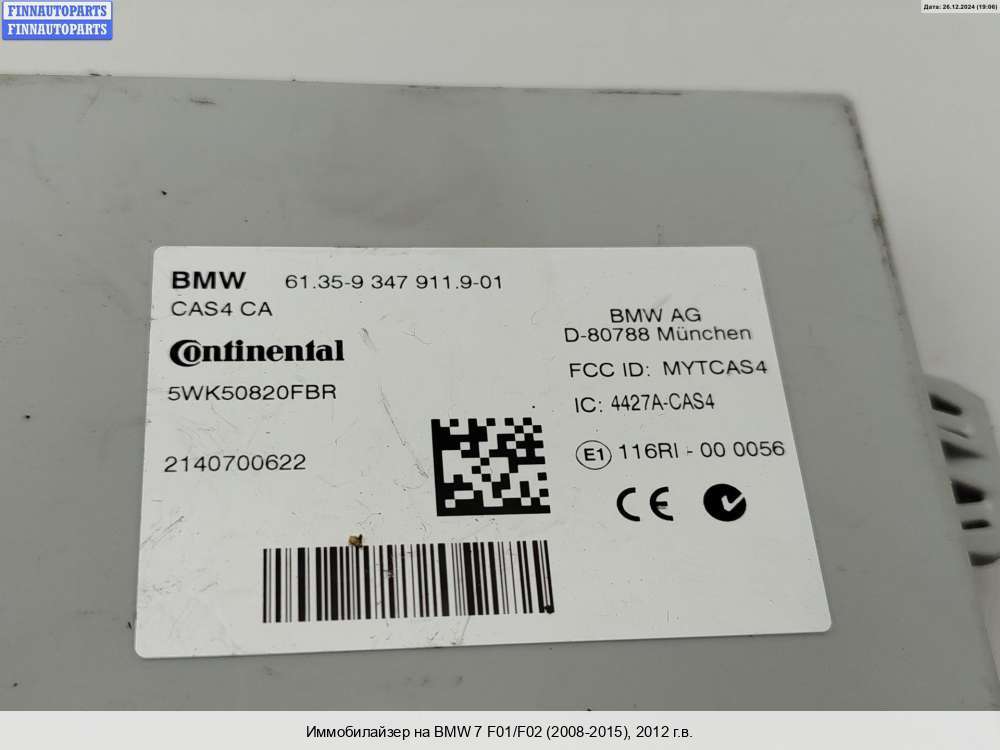 FINNAUTOPARTS
FINNAUTOPARTS
Дата: 26.12.2024 (19:06)
BMW 61.35-9 347 911.9-01
CAS4 CA
Continental
5WK50820FBR
2140700622
BMW AG
D-80788 München
FCC ID: MYTCAS4
IC: 4427A-CAS4
E1 116RI - 00 0056
CE
Иммобилайзер на BMW 7 F01/F02 (2008-2015), 2012 г.в.